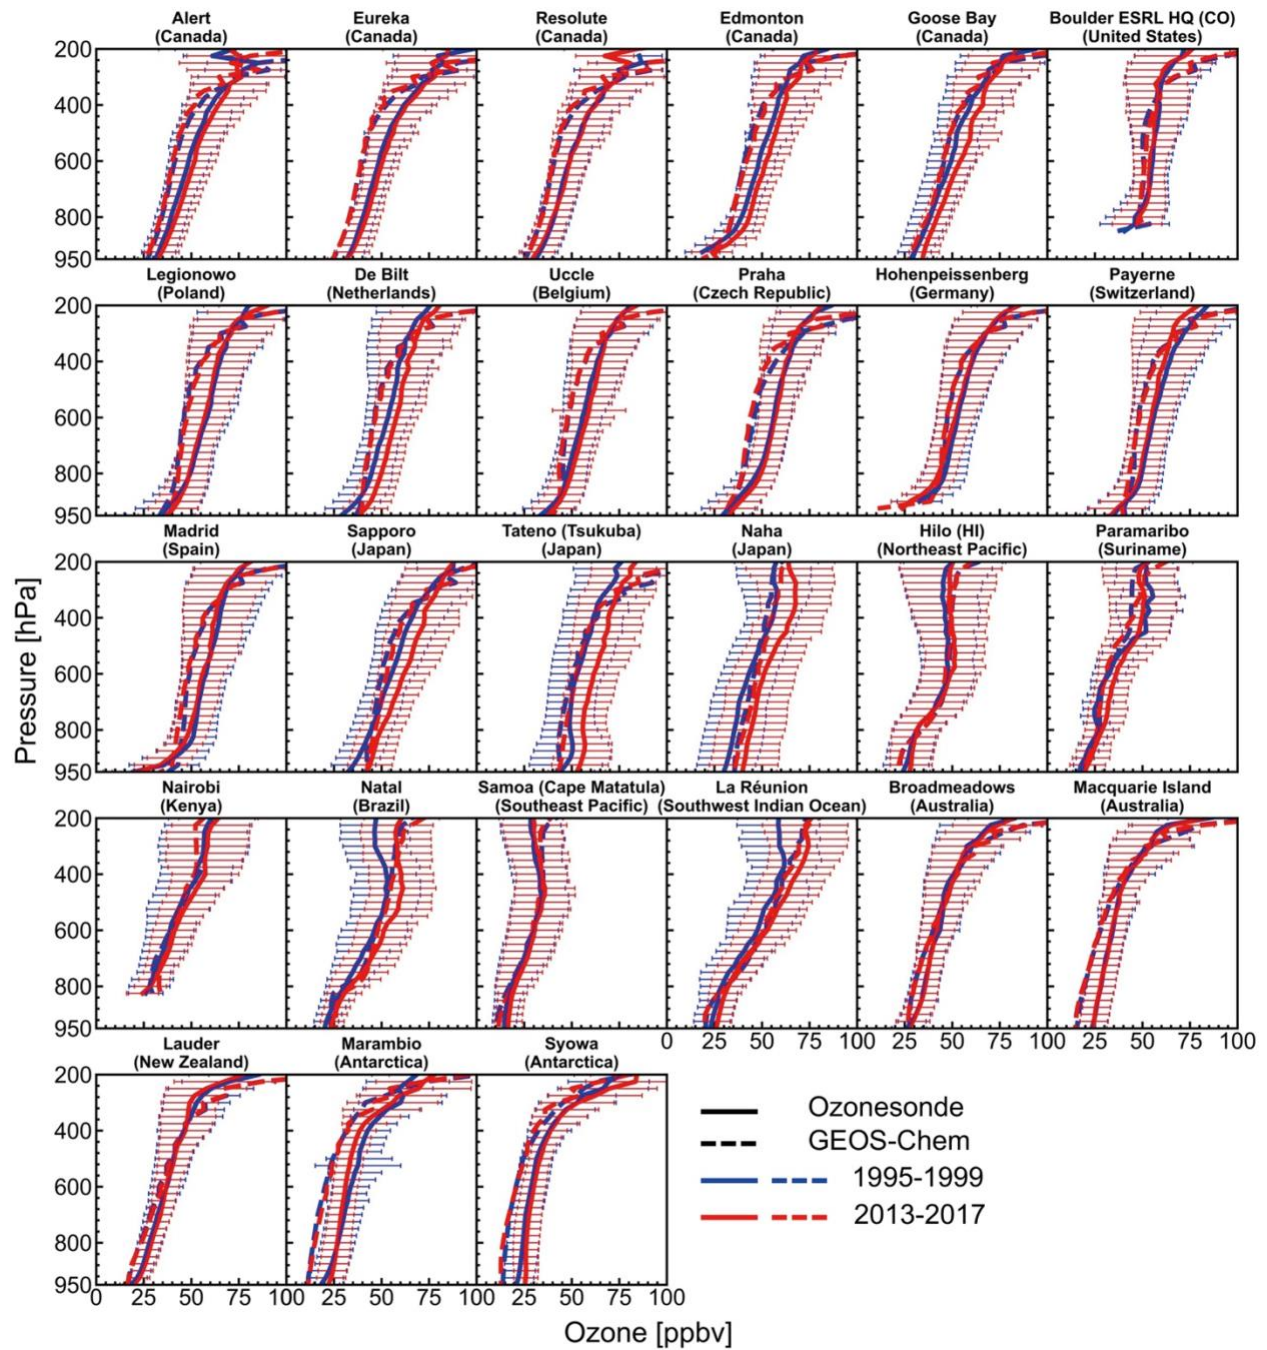 Alert
(Canada)
Eureka
(Canada)
Resolute
(Canada)
Edmonton
(Canada)
Goose Bay
(Canada)
Boulder ESRL HQ (CO)
(United States)
200
400
600
800
950
Legionowo
(Poland)
De Bilt
(Netherlands)
Uccle
(Belgium)
Praha
(Czech Republic)
Hohenpeissenberg
(Germany)
Payerne
(Switzerland)
200
400
600
800
950
Madrid
(Spain)
Sapporo
(Japan)
Tateno (Tsukuba)
(Japan)
Naha
(Japan)
Hilo (HI)
(Northeast Pacific)
Paramaribo
(Suriname)
200
400
600
800
950
Pressure [hPa]
Nairobi
(Kenya)
Natal
(Brazil)
Samoa (Cape Matatula)
(Southeast Pacific)
La Réunion
(Southwest Indian Ocean)
Broadmeadows
(Australia)
Macquarie Island
(Australia)
200
400
600
800
950
0 25 50 75 100 25 50 75 100 25 50 75 100
Lauder
(New Zealand)
Marambio
(Antarctica)
Syowa
(Antarctica)
200
400
600
800
950
0 25 50 75 100 25 50 75 100 25 50 75 100
Ozone [ppbv]
Ozonesonde
GEOS-Chem
1995-1999
2013-2017